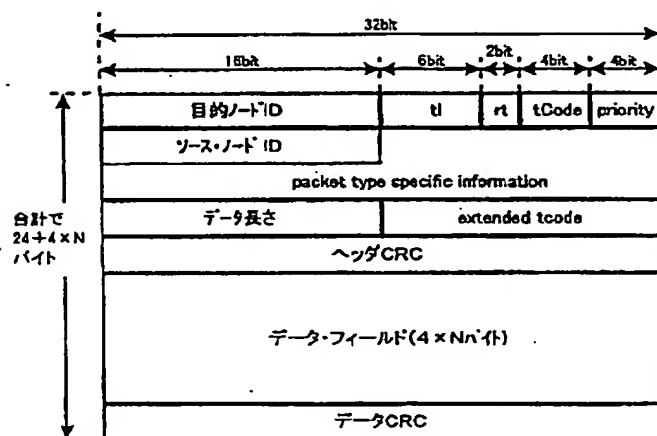 32bit
16bit 6bit 2bit 4bit 4bit
目的ノードID tl rt tCode priority
ソース・ノードID
packet type specific information
データ長さ extended tcode
合計で
24+4×N
バイト
ヘッダCRC
データ・フィールド(4×Nバイト)
データCRC